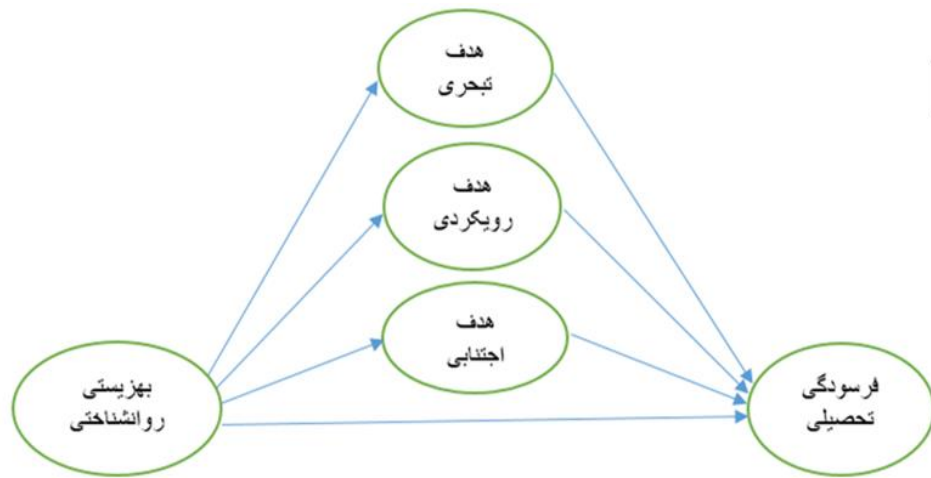 هدف
تبحری
هدف
رویکردی
هدف
اجتنابی
بهزیستی
روانشناختی
فرسودگی
تحصیلی